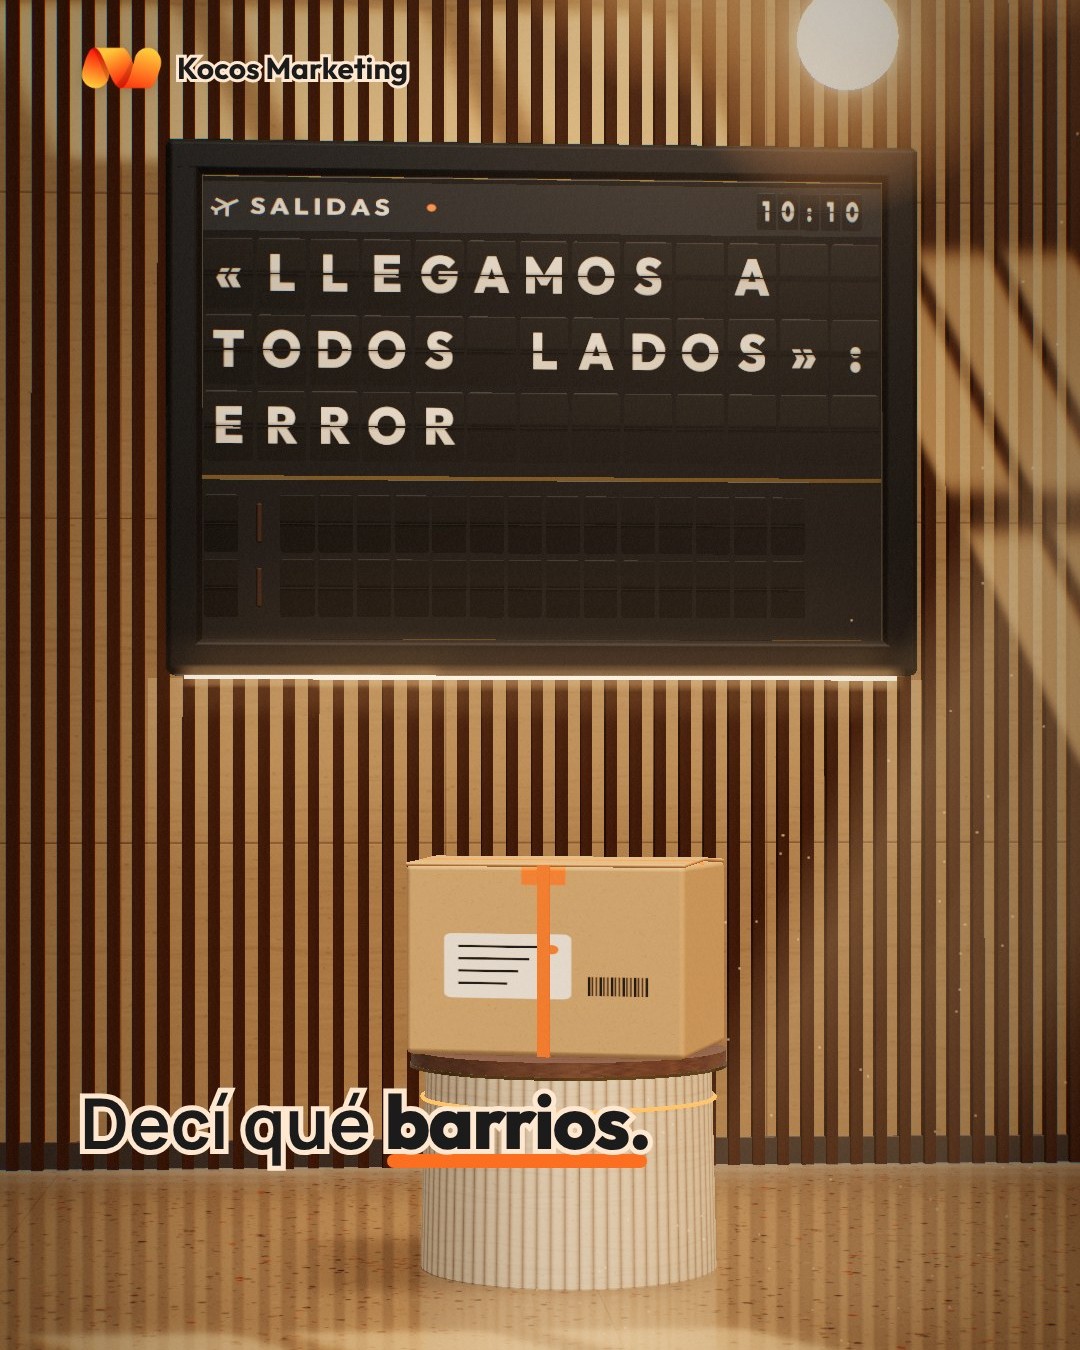 Kocos Marketing
SALIDAS
10:10
«LLEGAMOS A
TODOS LADOS»:
ERROR
Decí qué barrios.